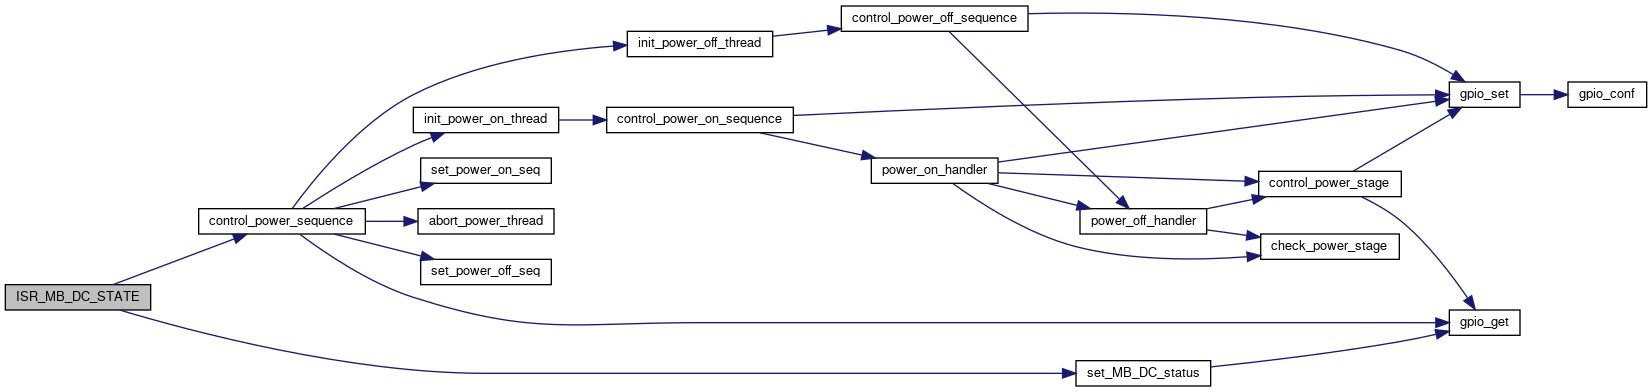 control_power_off_sequence
init_power_off_thread
gpio_set
gpio_conf
init_power_on_thread
control_power_on_sequence
set_power_on_seq
power_on_handler
control_power_stage
control_power_sequence
abort_power_thread
power_off_handler
check_power_stage
set_power_off_seq
ISR_MB_DC_STATE
gpio_get
set_MB_DC_status